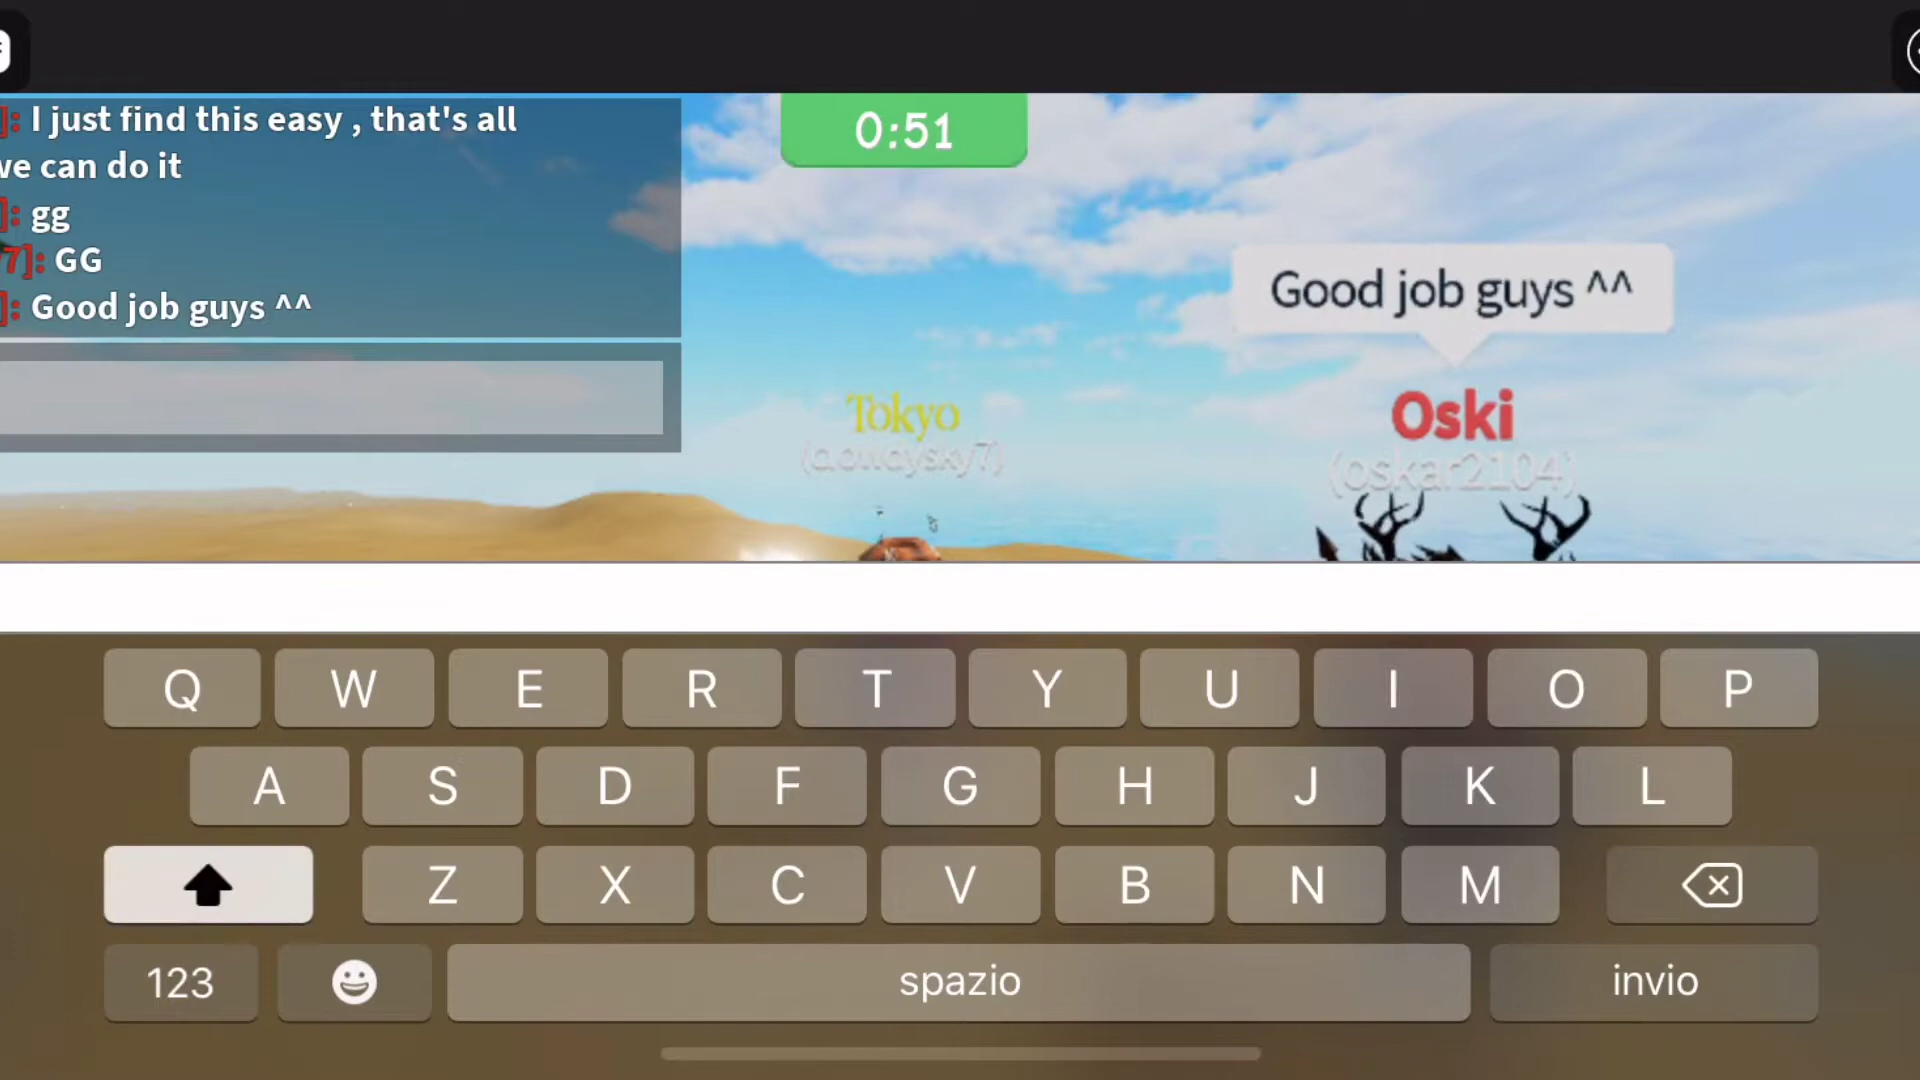 ]: I just find this easy , that's all
we can do it
]: gg
7]: GG
]: Good job guys ^^
0:51
Good job guys ^^
Tokyo
Oski
(oskar2104)
Q W E R T Y U I O P
A S D F G H J K L
Z X C V B N M
123 spazio invio